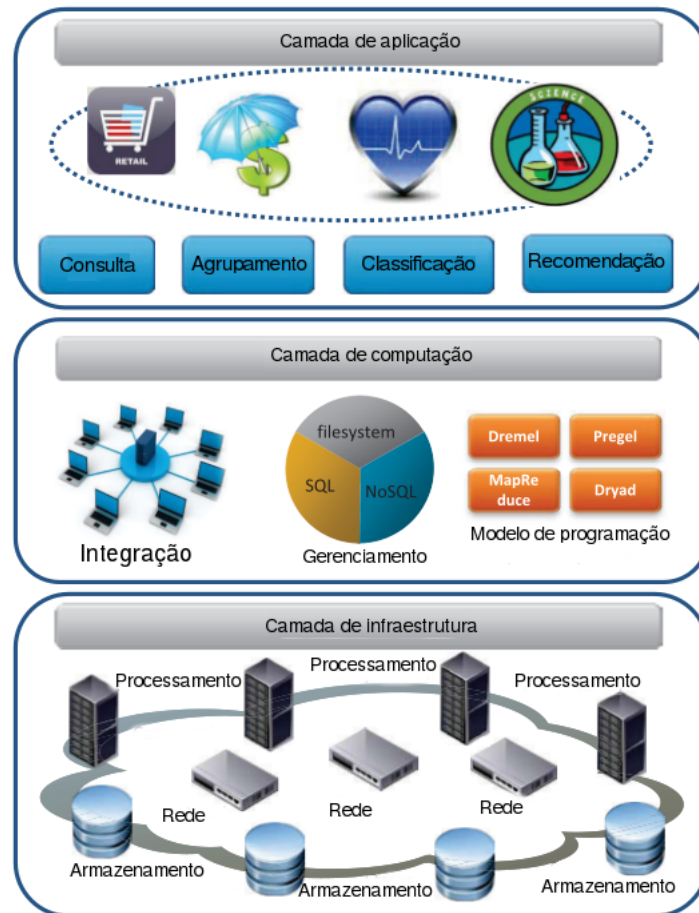 Camada de aplicação
RETAIL
SCIENCE
Consulta
Agrupamento
Classificação
Recomendação
Camada de computação
filesystem
SQL
NoSQL
Dremel
Pregel
MapRe
duce
Dryad
Integração
Gerenciamento
Modelo de programação
Camada de infraestrutura
Processamento
Processamento
Processamento
Rede
Rede
Rede
Armazenamento
Armazenamento
Armazenamento